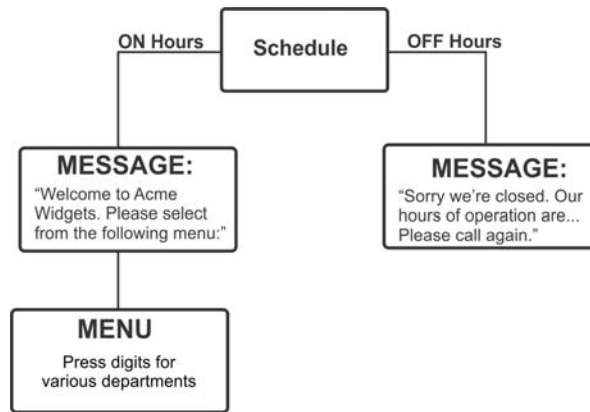 ON Hours
Schedule
OFF Hours
MESSAGE:
“Welcome to Acme
Widgets. Please select
from the following menu:”
MESSAGE:
“Sorry we’re closed. Our
hours of operation are...
Please call again.”
MENU
Press digits for
various departments